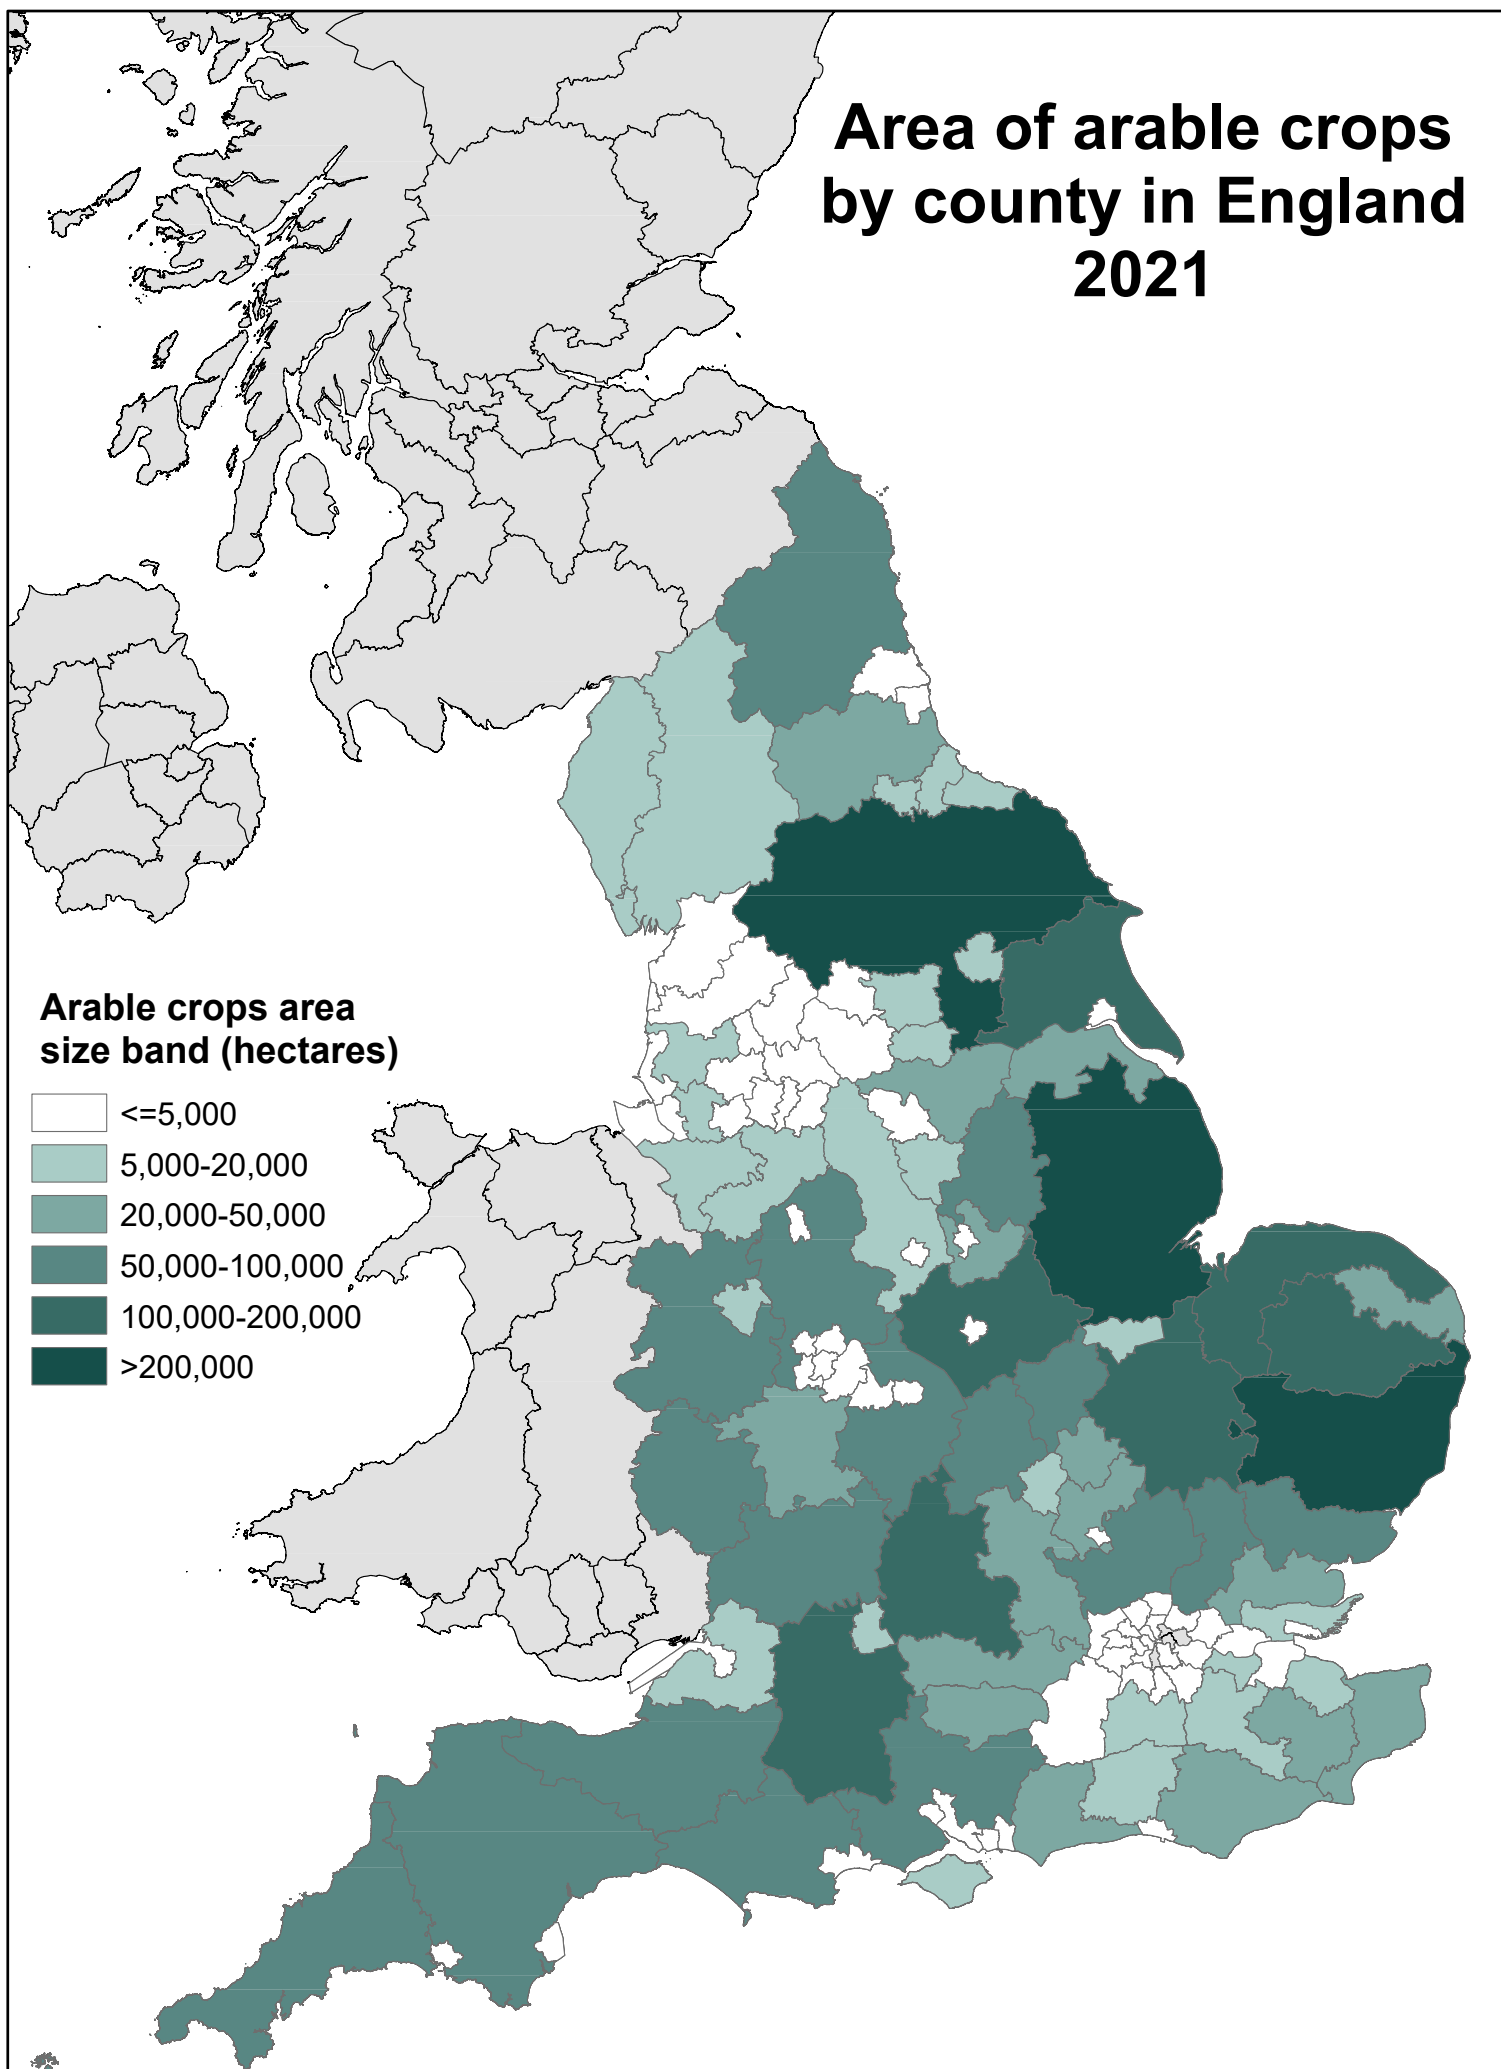 Area of arable crops
by county in England
2021
Arable crops area
size band (hectares)
<=5,000
5,000-20,000
20,000-50,000
50,000-100,000
100,000-200,000
>200,000